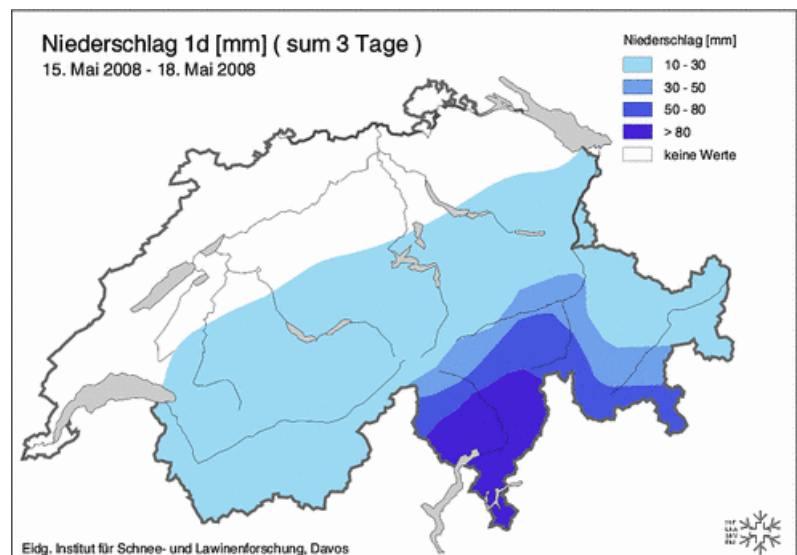 Niederschlag 1d [mm] ( sum 3 Tage )
15. Mai 2008 - 18. Mai 2008
Niederschlag [mm]
10 - 30
30 - 50
50 - 80
> 80
keine Werte
Eidg. Institut für Schnee- und Lawinenforschung, Davos